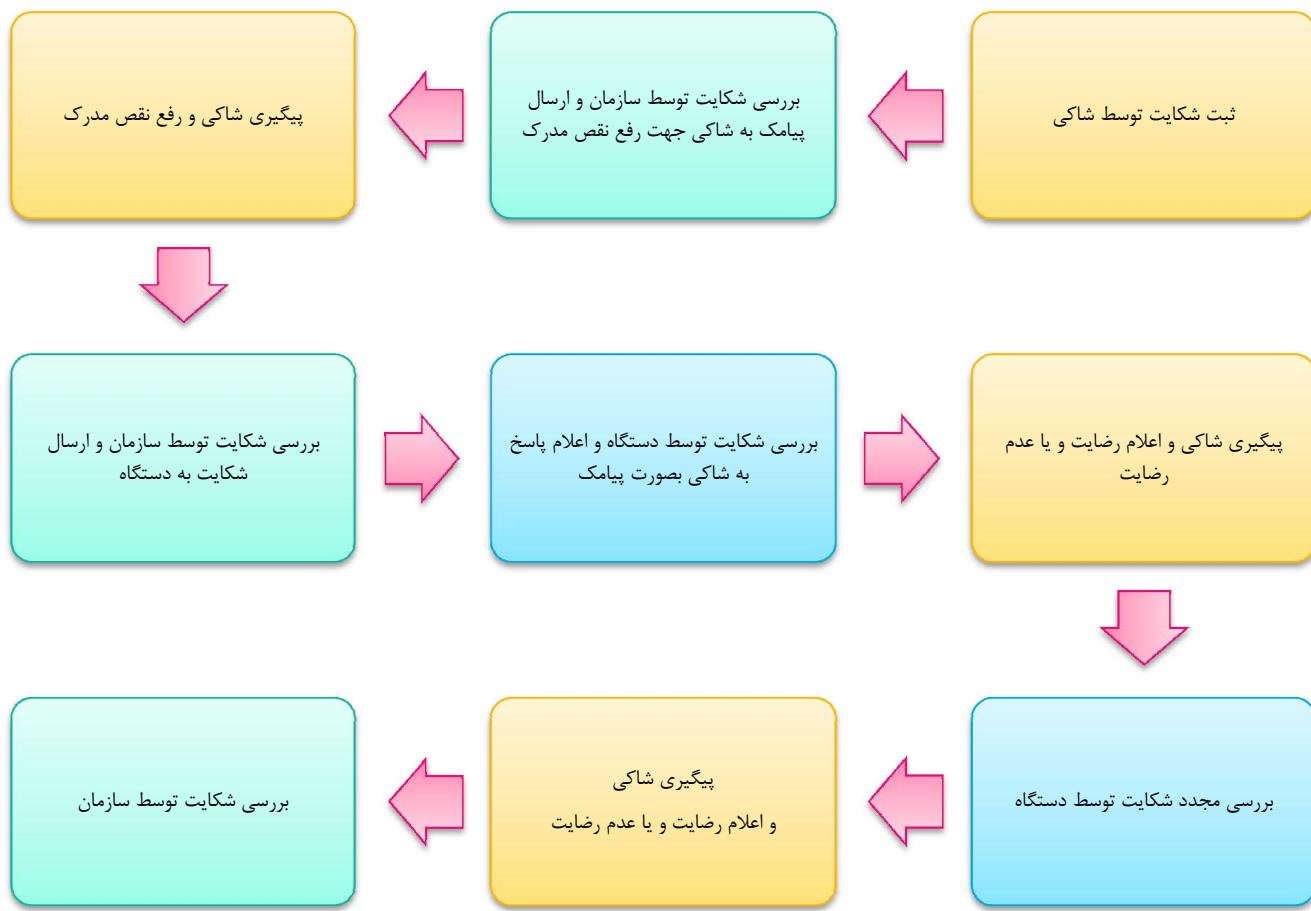 ثبت شکایت توسط شاکی
بررسی شکایت توسط سازمان و ارسال
پیامک به شاکی جهت رفع نقص مدرک
پیگیری شاکی و رفع نقص مدرک
بررسی شکایت توسط سازمان و ارسال
شکایت به دستگاه
بررسی شکایت توسط دستگاه و اعلام پاسخ
به شاکی بصورت پیامک
پیگیری شاکی و اعلام رضایت و یا عدم
رضایت
بررسی مجدد شکایت توسط دستگاه
پیگیری شاکی
و اعلام رضایت و یا عدم رضایت
بررسی شکایت توسط سازمان